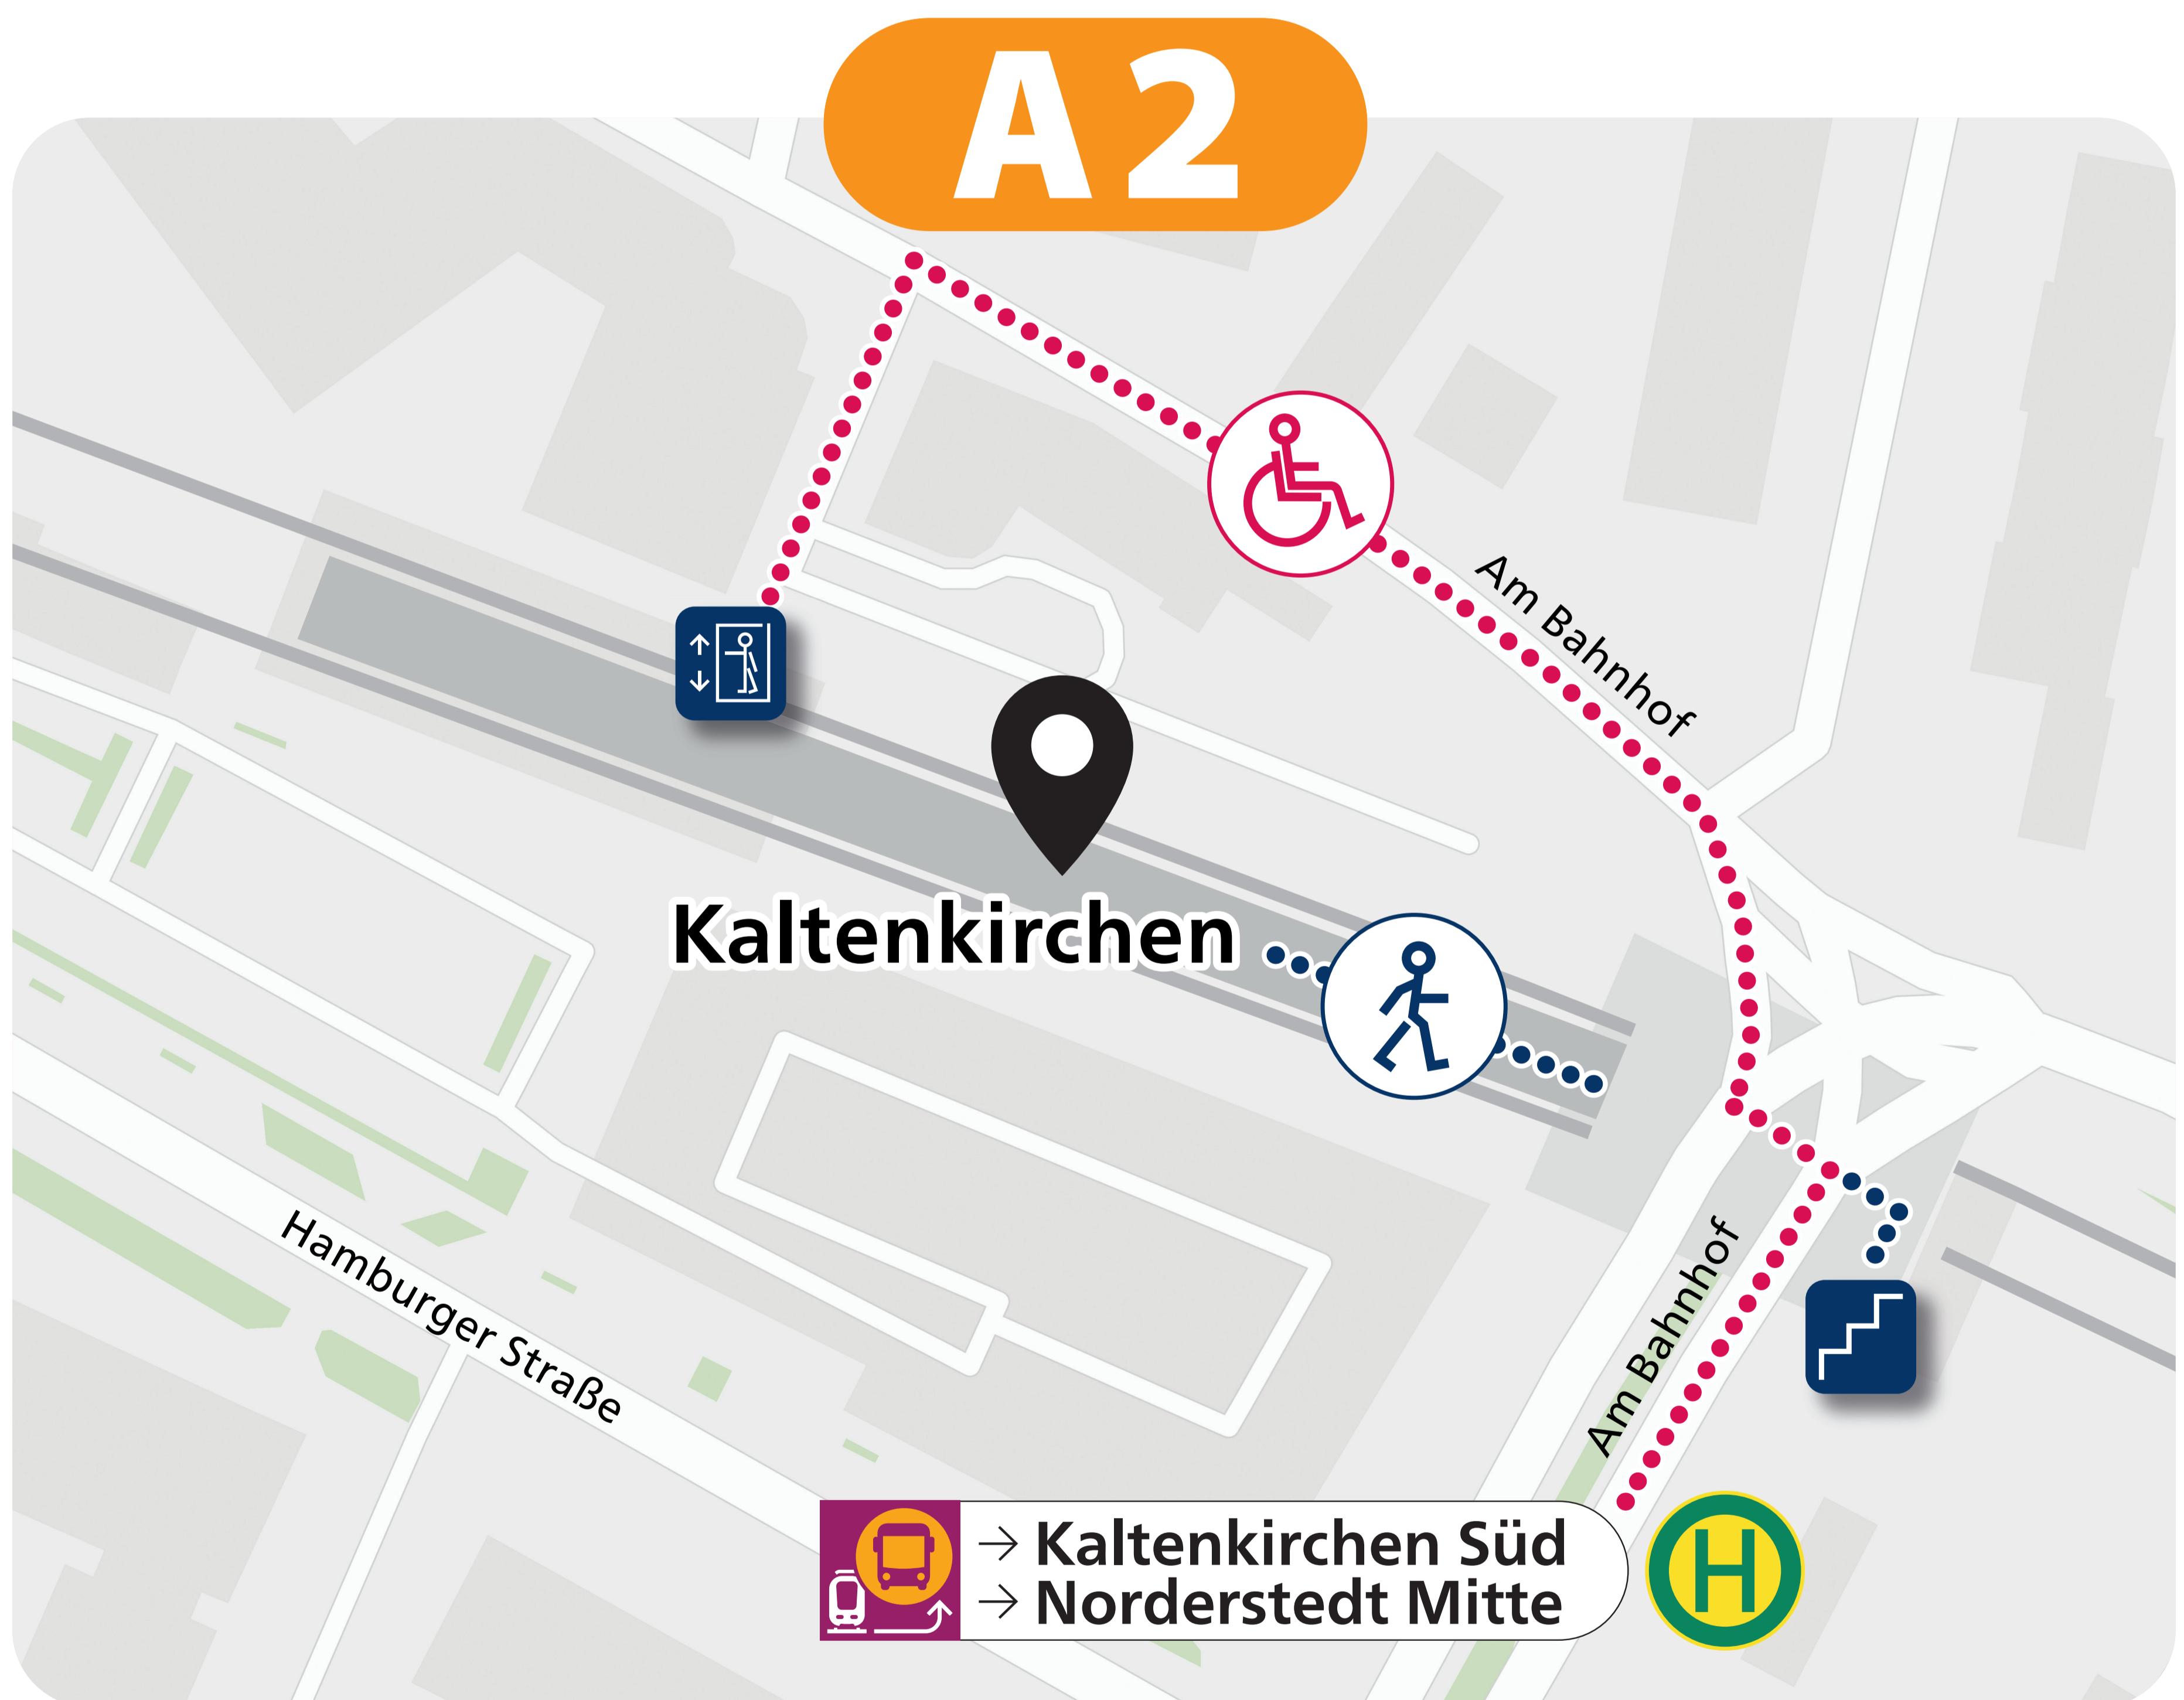 A2
Am Bahnhof
Kaltenkirchen
Hamburger Straße
Am Bahnhof
→ Kaltenkirchen Süd
→ Norderstedt Mitte
H